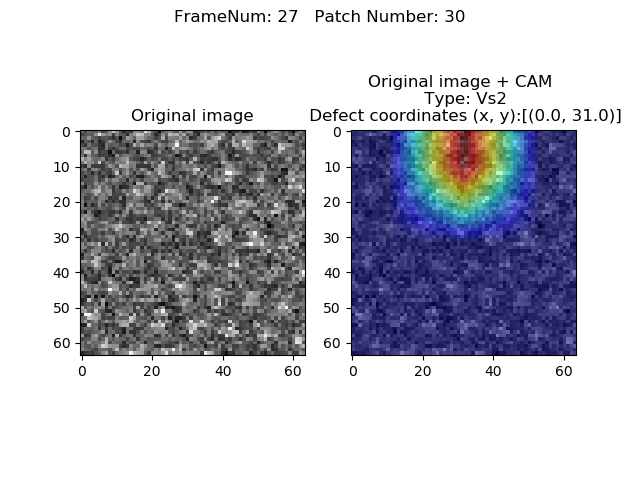 FrameNum: 27   Patch Number: 30
Original image
Original image + CAM
Type: Vs2
Defect coordinates (x, y):[(0.0, 31.0)]
0
10
20
30
40
50
60
0 20 40 60
0
10
20
30
40
50
60
0 20 40 60